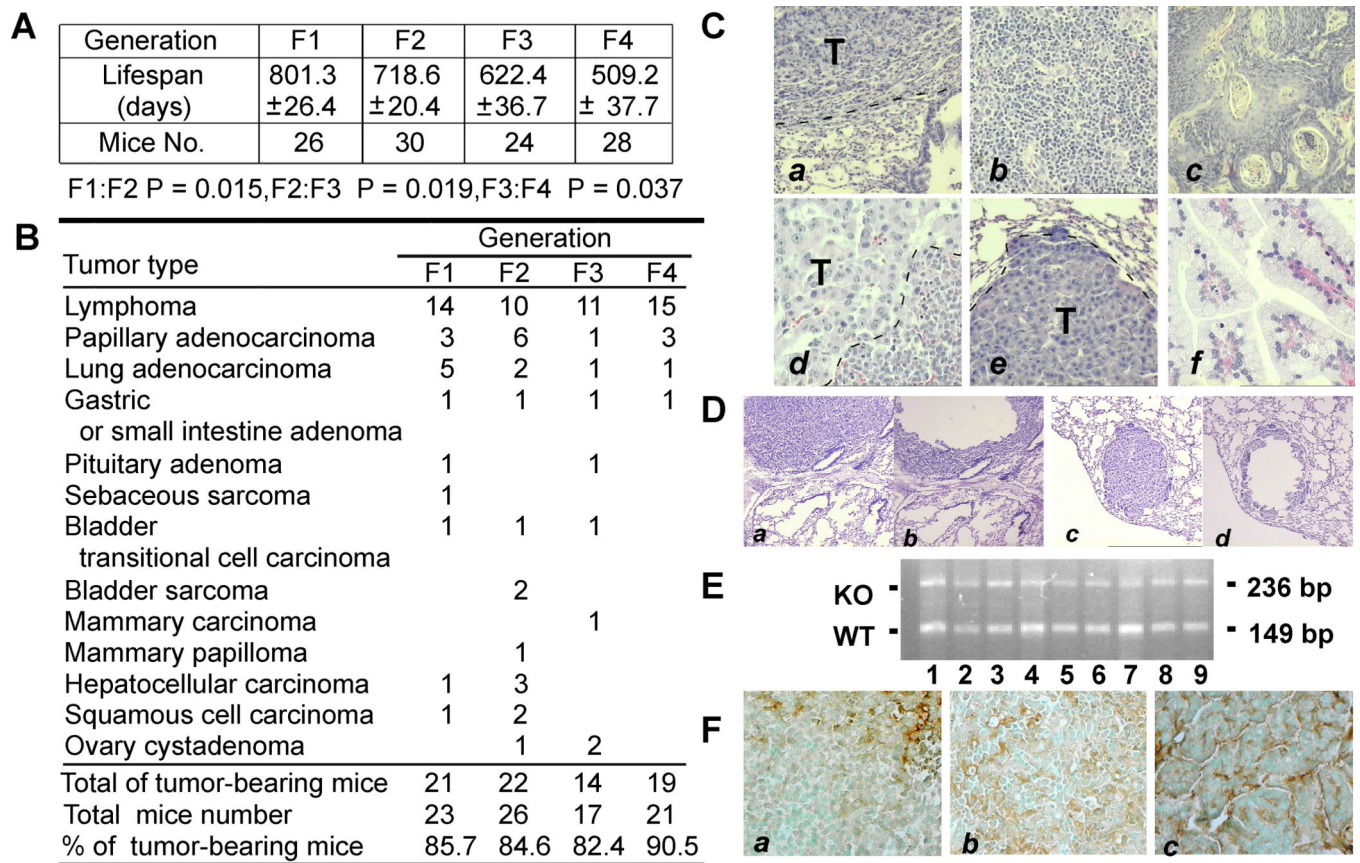 A
Generation F1 F2 F3 F4
Lifespan (days) 801.3 ±26.4 718.6 ±20.4 622.4 ±36.7 509.2 ± 37.7
Mice No. 26 30 24 28
F1:F2 P = 0.015,F2:F3 P = 0.019,F3:F4 P = 0.037
B
Generation
Tumor type F1 F2 F3 F4
Lymphoma 14 10 11 15
Papillary adenocarcinoma 3 6 1 3
Lung adenocarcinoma 5 2 1 1
Gastric 1 1 1 1
or small intestine adenoma
Pituitary adenoma 1 1
Sebaceous sarcoma 1
Bladder 1 1 1
transitional cell carcinoma
Bladder sarcoma 2
Mammary carcinoma 1
Mammary papilloma 1
Hepatocellular carcinoma 1 3
Squamous cell carcinoma 1 2
Ovary cystadenoma 1 2
Total of tumor-bearing mice 21 22 14 19
Total mice number 23 26 17 21
% of tumor-bearing mice 85.7 84.6 82.4 90.5
C
T
a b c
T T
d e f
D
a b c d
E
KO - - 236 bp
WT - - 149 bp
1 2 3 4 5 6 7 8 9
F
a b c